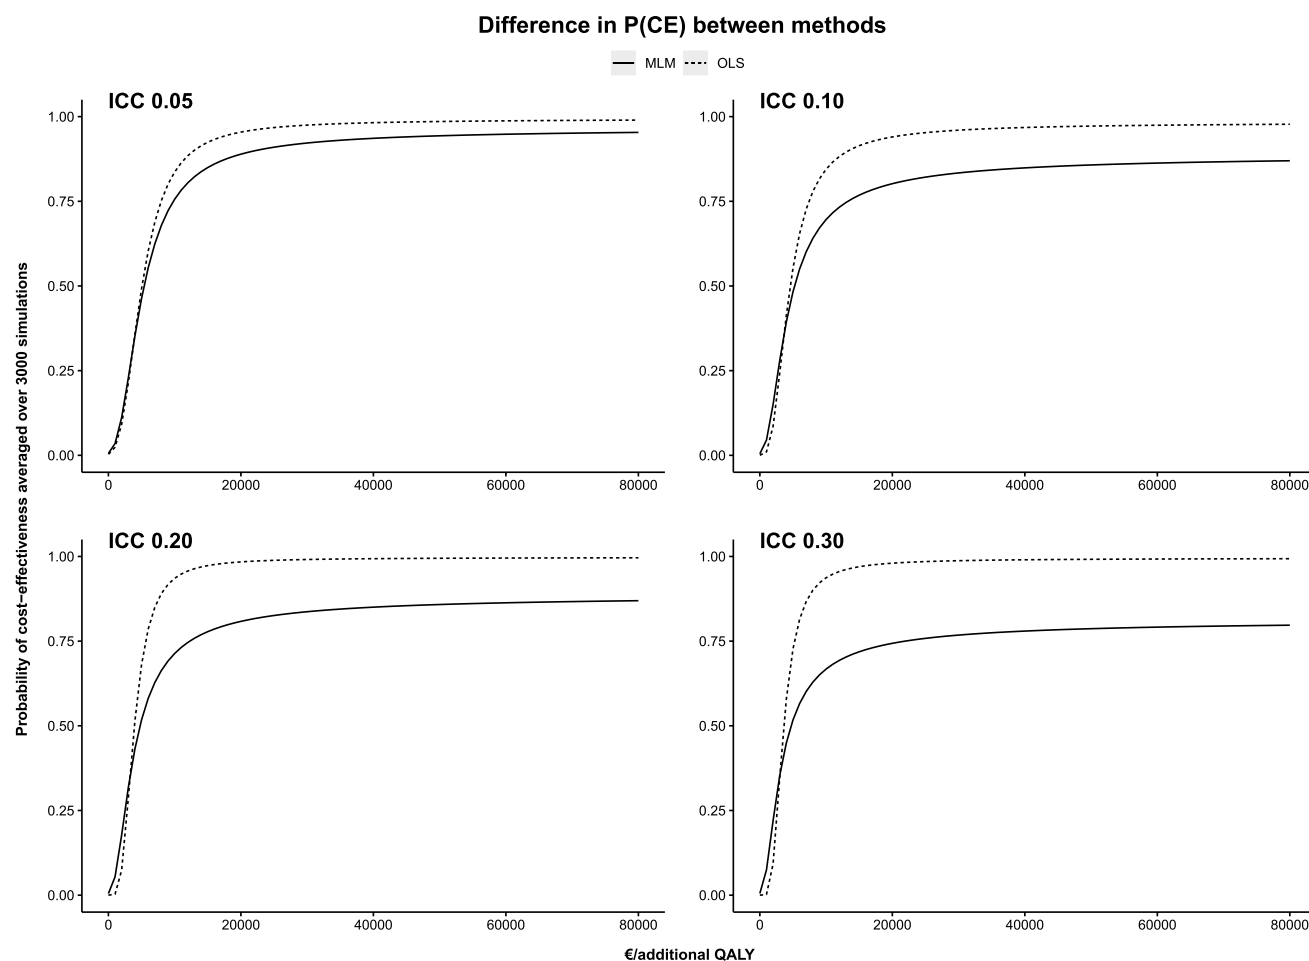 Difference in P(CE) between methods
MLM OLS
Probability of cost−effectiveness averaged over 3000 simulations
ICC 0.05
1.00
0.75
0.50
0.25
0.00
0 20000 40000 60000 80000
ICC 0.10
1.00
0.75
0.50
0.25
0.00
0 20000 40000 60000 80000
ICC 0.20
1.00
0.75
0.50
0.25
0.00
0 20000 40000 60000 80000
ICC 0.30
1.00
0.75
0.50
0.25
0.00
0 20000 40000 60000 80000
€/additional QALY